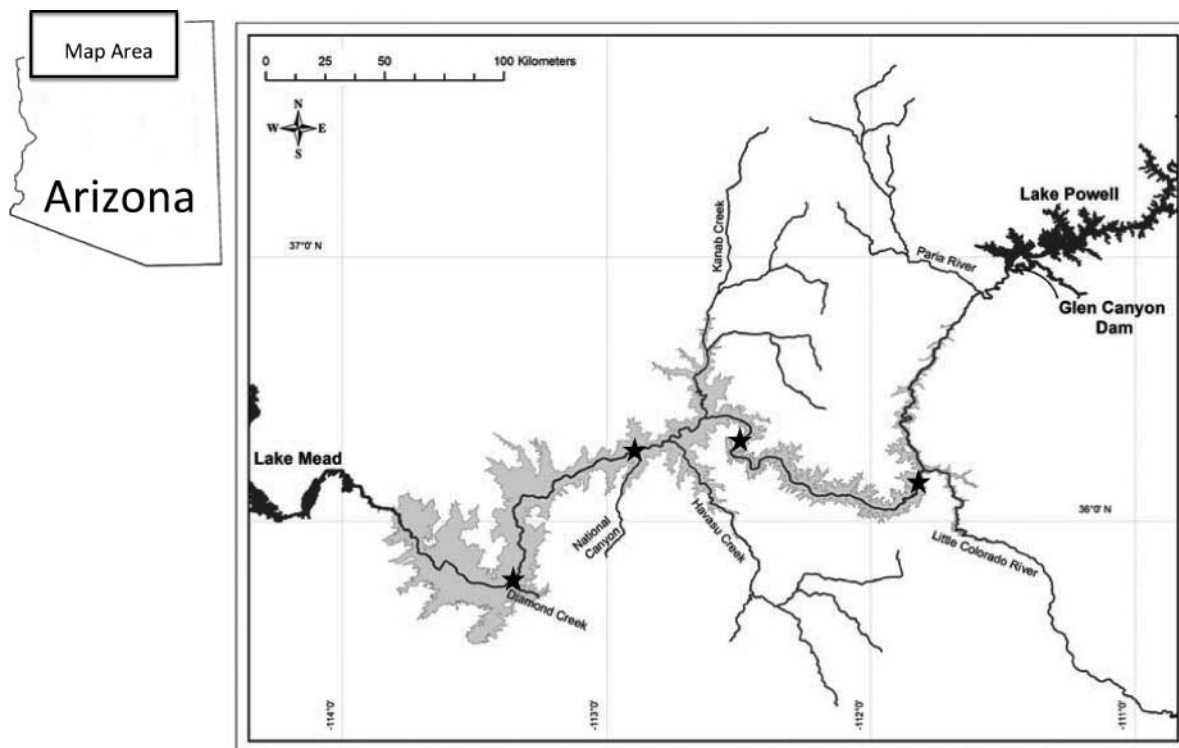 Map Area
Arizona
0 25 50 100 Kilometers
N
W E
S
Lake Powell
Kanab Creek
37°0' N
Paria River
Glen Canyon
Dam
Lake Mead
National
Canyon
Havasu Creek
36°0' N
Little Colorado River
Diamond Creek
-114°0'
-113°0'
-112°0'
-111°0'